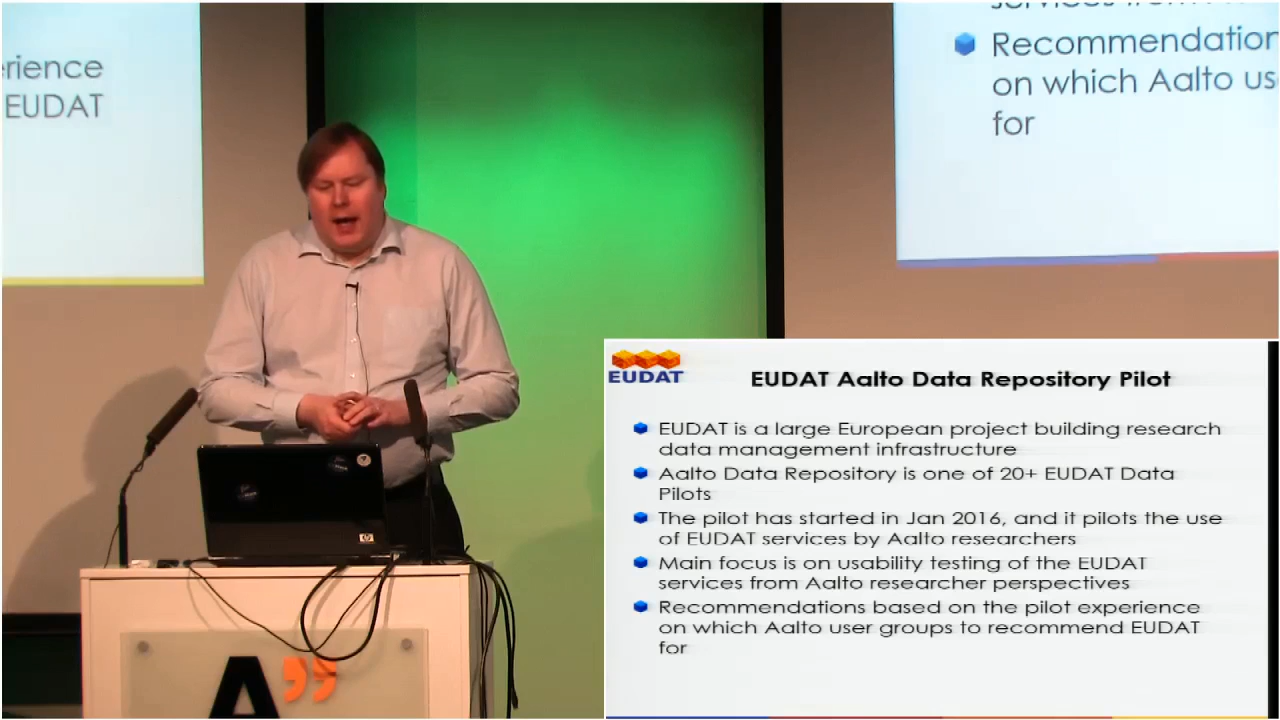 erience
EUDAT
Recommendation
on which Aalto us
for
EUDAT
EUDAT Aalto Data Repository Pilot
EUDAT is a large European project building research
data management infrastructure
Aalto Data Repository is one of 20+ EUDAT Data
Pilots
The pilot has started in Jan 2016, and it pilots the use
of EUDAT services by Aalto researchers
Main focus is on usability testing of the EUDAT
services from Aalto researcher perspectives
Recommendations based on the pilot experience
on which Aalto user groups to recommend EUDAT
for
hp
A”